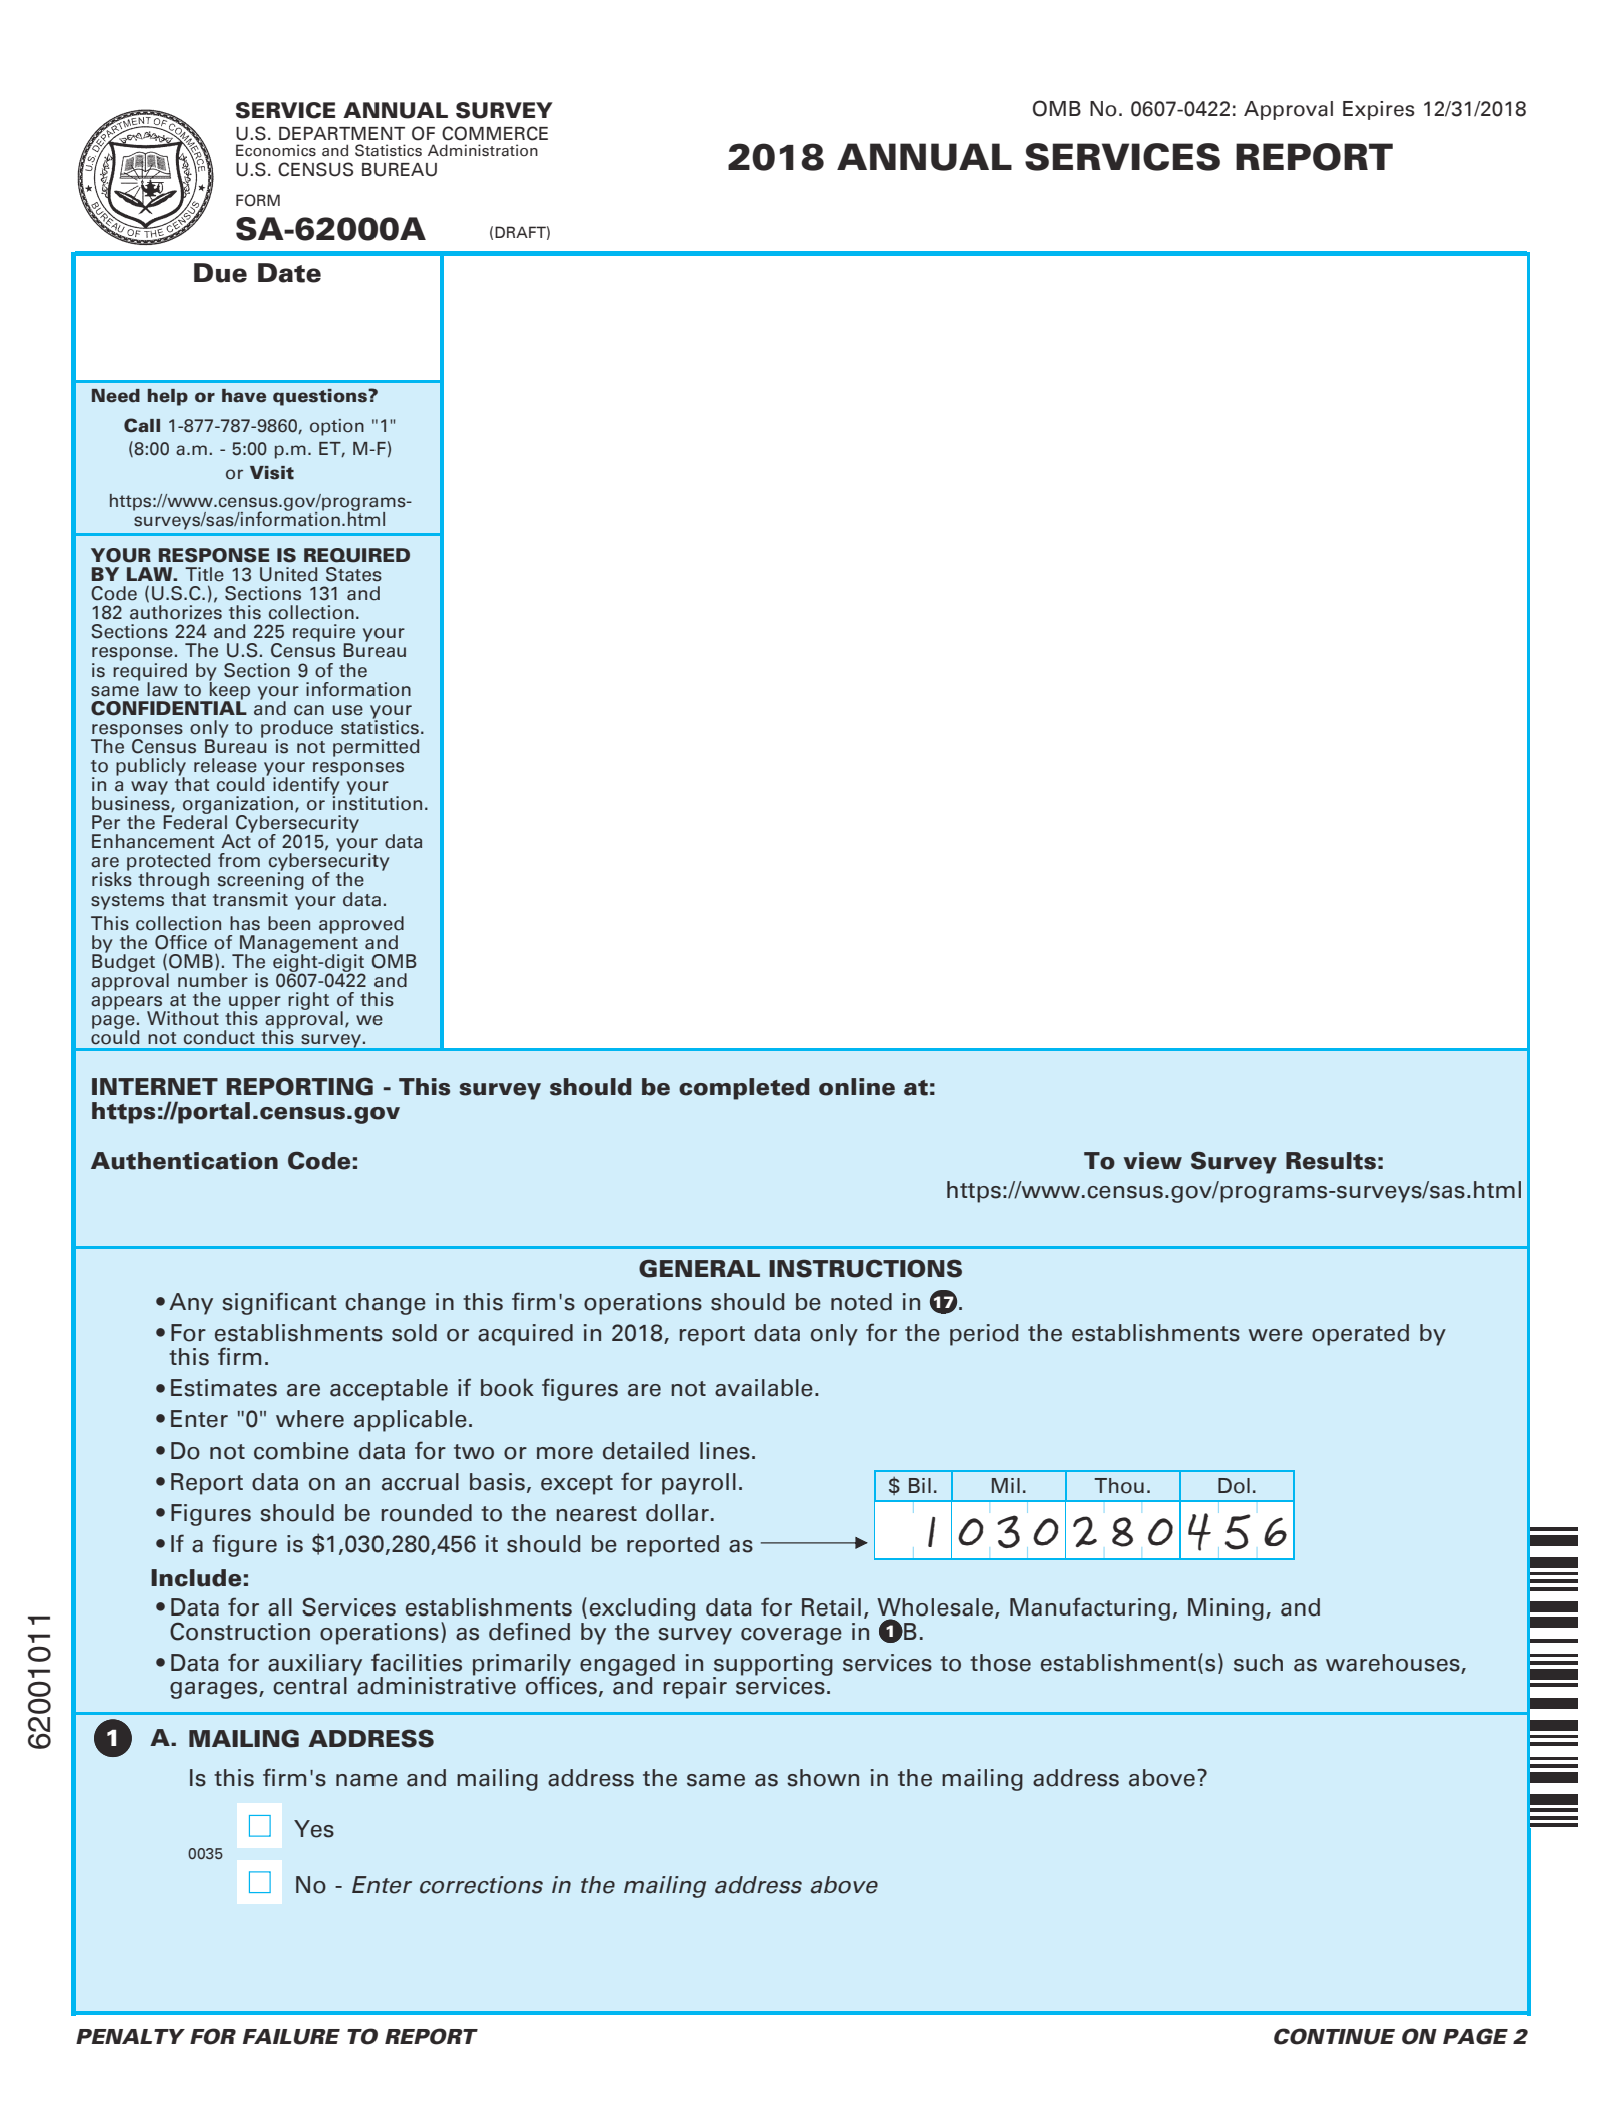 U.S. DEPARTMENT OF COMMERCE
BUREAU OF THE CENSUS
SERVICE ANNUAL SURVEY
U.S. DEPARTMENT OF COMMERCE
Economics and Statistics Administration
U.S. CENSUS BUREAU
FORM
SA-62000A (DRAFT)
OMB No. 0607-0422: Approval Expires 12/31/2018
2018 ANNUAL SERVICES REPORT
Due Date
Need help or have questions?
Call 1-877-787-9860, option "1"
(8:00 a.m. - 5:00 p.m. ET, M-F)
or Visit
https://www.census.gov/programs-
surveys/sas/information.html
YOUR RESPONSE IS REQUIRED
BY LAW. Title 13 United States
Code (U.S.C.), Sections 131 and
182 authorizes this collection.
Sections 224 and 225 require your
response. The U.S. Census Bureau
is required by Section 9 of the
same law to keep your information
CONFIDENTIAL and can use your
responses only to produce statistics.
The Census Bureau is not permitted
to publicly release your responses
in a way that could identify your
business, organization, or institution.
Per the Federal Cybersecurity
Enhancement Act of 2015, your data
are protected from cybersecurity
risks through screening of the
systems that transmit your data.
This collection has been approved
by the Office of Management and
Budget (OMB). The eight-digit OMB
approval number is 0607-0422 and
appears at the upper right of this
page. Without this approval, we
could not conduct this survey.
INTERNET REPORTING - This survey should be completed online at:
https://portal.census.gov
Authentication Code:
To view Survey Results:
https://www.census.gov/programs-surveys/sas.html
GENERAL INSTRUCTIONS
• Any significant change in this firm's operations should be noted in 17.
• For establishments sold or acquired in 2018, report data only for the period the establishments were operated by
this firm.
• Estimates are acceptable if book figures are not available.
• Enter "0" where applicable.
• Do not combine data for two or more detailed lines.
• Report data on an accrual basis, except for payroll.
• Figures should be rounded to the nearest dollar.
• If a figure is $1,030,280,456 it should be reported as
$ Bil. Mil. Thou. Dol.
1 030 280 456
Include:
• Data for all Services establishments (excluding data for Retail, Wholesale, Manufacturing, Mining, and
Construction operations) as defined by the survey coverage in 1B.
• Data for auxiliary facilities primarily engaged in supporting services to those establishment(s) such as warehouses,
garages, central administrative offices, and repair services.
62001011
1 A. MAILING ADDRESS
Is this firm's name and mailing address the same as shown in the mailing address above?
Yes
0035
No - Enter corrections in the mailing address above
PENALTY FOR FAILURE TO REPORT
CONTINUE ON PAGE 2